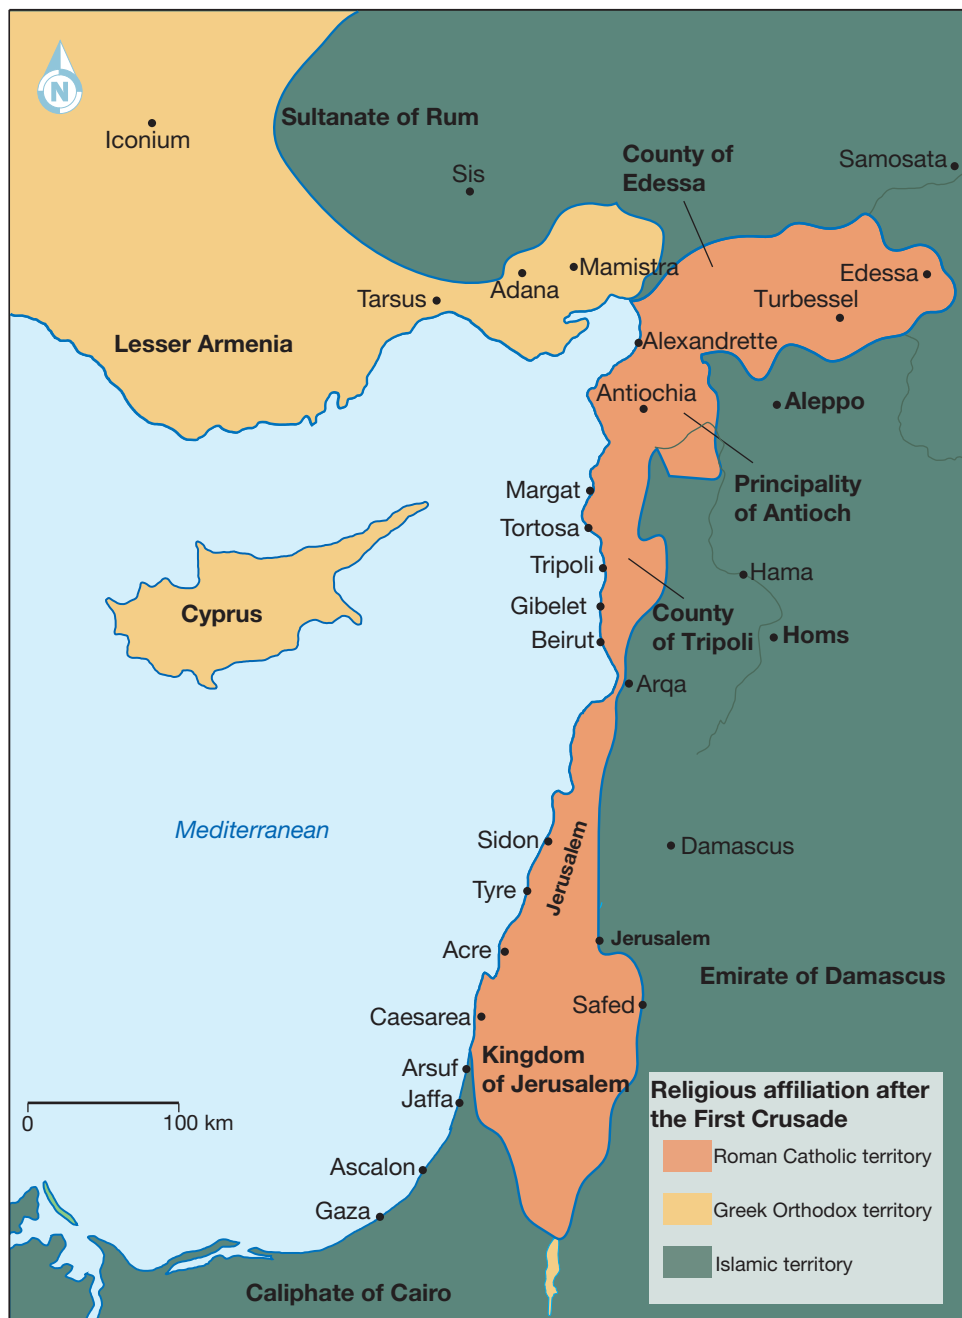 N
Iconium
Sultanate of Rum
Sis
County of
Edessa
Samosata
Mamistra
Adana
Tarsus
Edessa
Turbessel
Lesser Armenia
Alexandrette
Antiochia
Aleppo
Margat
Principality
of Antioch
Tortosa
Tripoli
Hama
Cyprus
Gibelet
County
of Tripoli
Beirut
Homs
Arqa
Mediterranean
Sidon
Jerusalem
Damascus
Tyre
Jerusalem
Acre
Emirate of Damascus
Safed
Caesarea
Kingdom
of Jerusalem
Arsuf
Jaffa
0
100 km
Ascalon
Gaza
Caliphate of Cairo
Religious affiliation after
the First Crusade
Roman Catholic territory
Greek Orthodox territory
Islamic territory